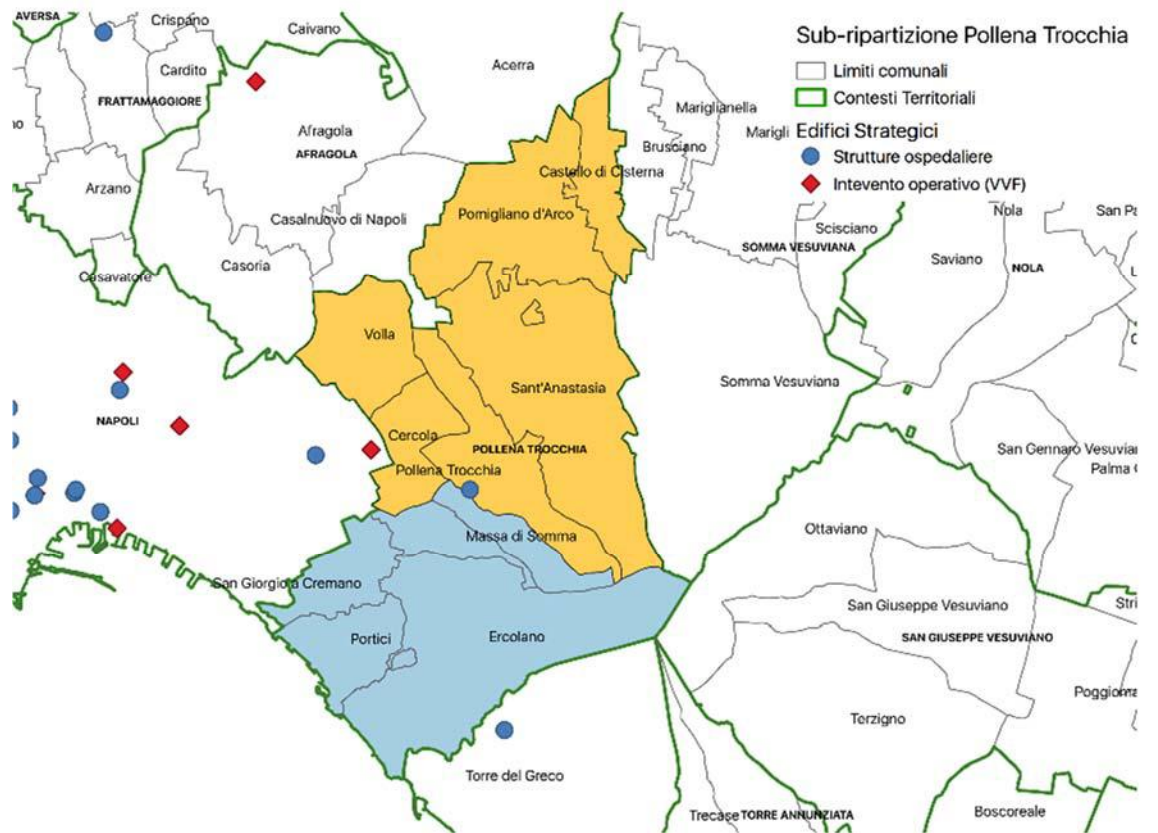 AVERSA
Crispano
Caivano
Sub-ripartizione Pollena Trocchia
Cardito
Acerra
Limiti comunali
FRATTAMAGGIORE
Contesti Territoriali
Mariglianella
Afragola
Marigli
Edifici Strategici
AFRAGOLA
Brusciano
Strutture ospedaliere
Castello di Cisterna
Intevento operativo (VVF)
Arzano
Pomigliano d'Arco
Casalnuovo di Napoli
Nola
San Pa
Scisciano
SOMMA VESUVIANA
Casoria
Saviano
NOLA
Casavatore
Volla
Sant'Anastasia
Somma Vesuviana
NAPOLI
Cercola
POLLENA TROCCHIA
San Gennaro Vesuvian
Pollena Trocchia
Palma
Massa di Somma
Ottaviano
San Giorgio a Cremano
San Giuseppe Vesuviano
Stri
Portici
Ercolano
SAN GIUSEPPE VESUVIANO
Poggioma
Terzigno
Torre del Greco
Trecase
TORRE ANNUNZIATA
Boscoreale